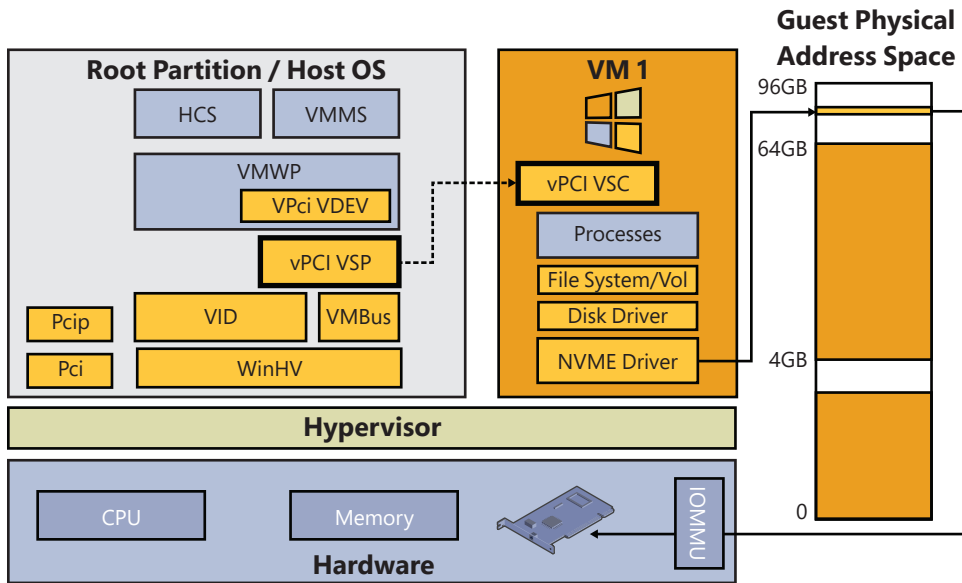 Guest Physical
Address Space
Root Partition / Host OS
HCS
VMMS
VMWP
VPci VDEV
vPCI VSP
Pcip
VID
VMBus
Pci
WinHV
VM 1
vPCI VSC
Processes
File System/Vol
Disk Driver
NVME Driver
96GB
64GB
4GB
0
Hypervisor
CPU
Memory
IOMMU
Hardware